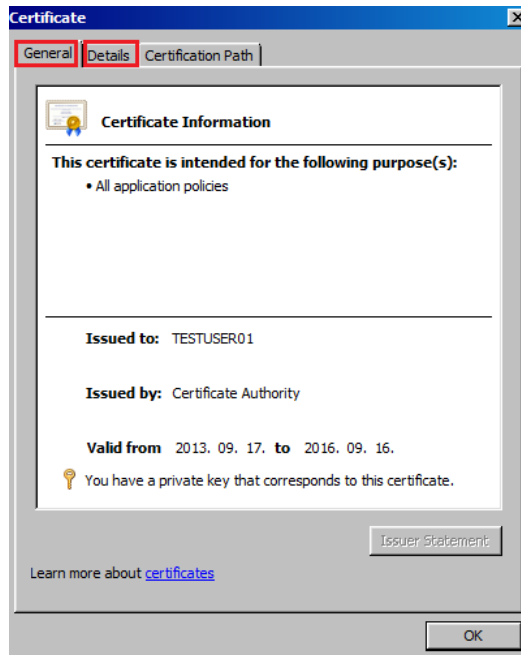 Certificate
General Details Certification Path
Certificate Information
This certificate is intended for the following purpose(s):
• All application policies
Issued to: TESTUSER01
Issued by: Certificate Authority
Valid from 2013. 09. 17. to 2016. 09. 16.
You have a private key that corresponds to this certificate.
Issuer Statement
Learn more about certificates
OK